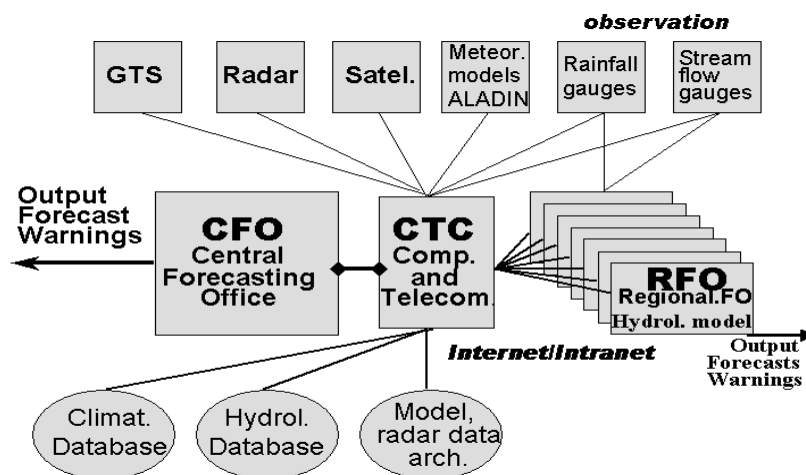 observation
GTS
Radar
Satel.
Meteor.
models
ALADIN
Rainfall
gauges
Stream
flow
gauges
Output
Forecast
Warnings
CFO
Central
Forecasting
Office
CTC
Comp.
and
Telecom.
RFO
Regional.FO
Hydrol. model
Internet/Intranet
Output
Forecasts
Warnings
Climat.
Database
Hydrol.
Database
Model,
radar data
arch.